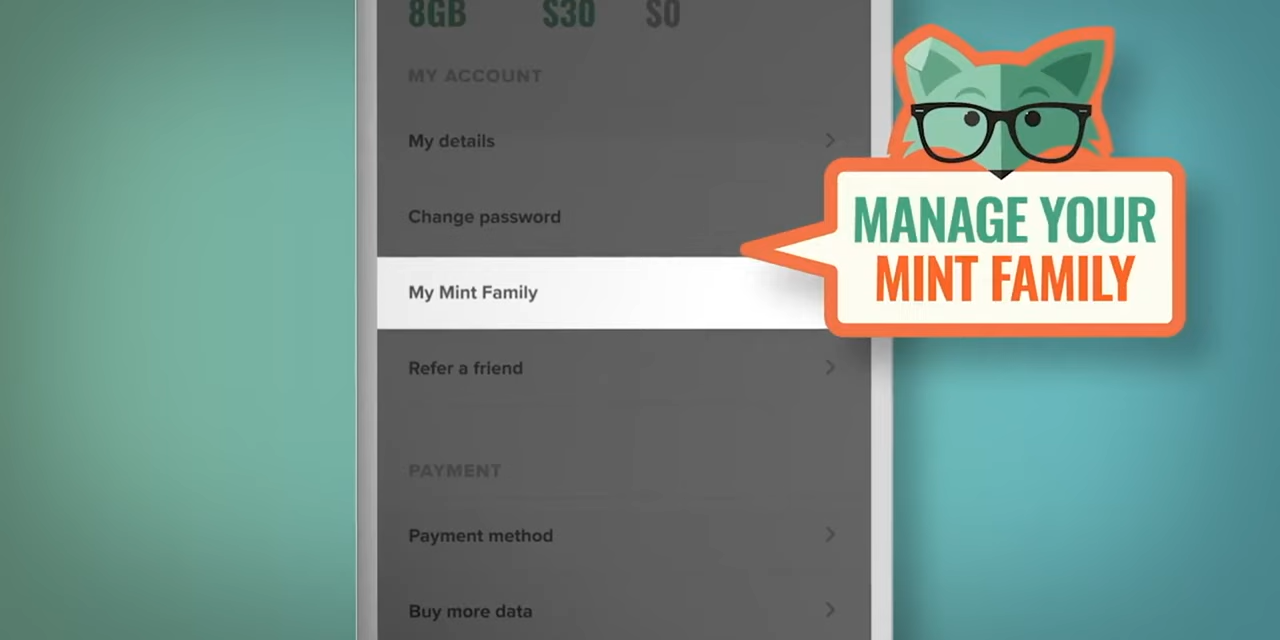 8GB $30 $0
MY ACCOUNT
My details
Change password
My Mint Family
Refer a friend
PAYMENT
Payment method
Buy more data
MANAGE YOUR
MINT FAMILY